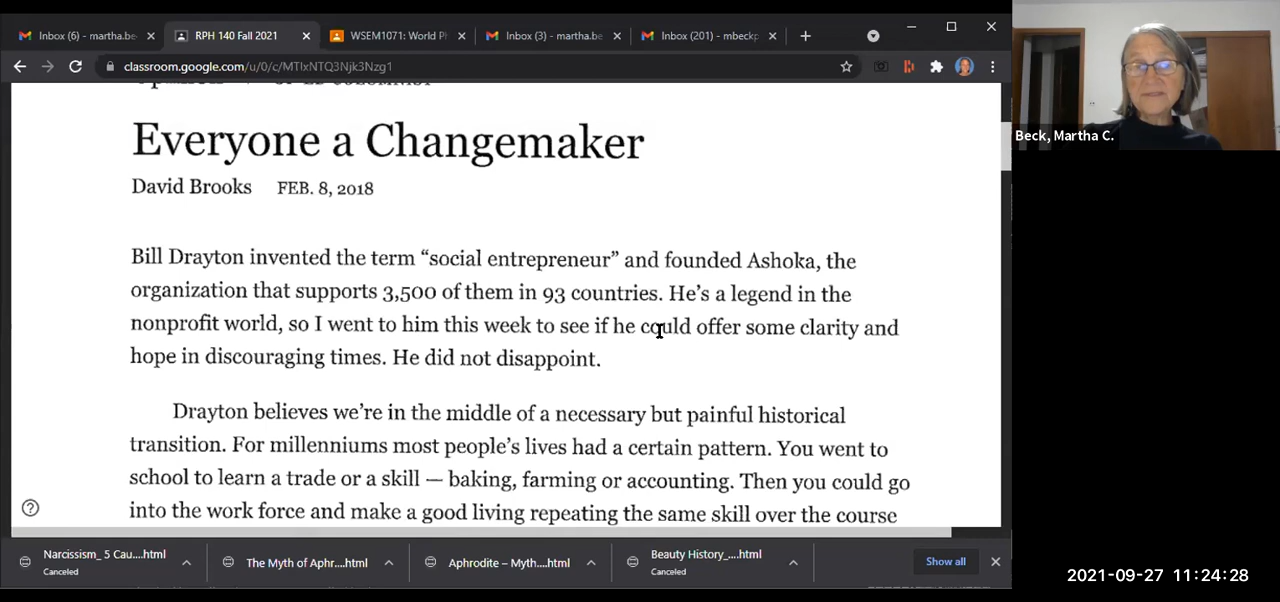 Inbox (6) - martha.be
RPH 140 Fall 2021
WSEM1071: World Pl
Inbox (3) - martha.be
Inbox (201) - mbeckp
classroom.google.com/u/0/c/MTIxNTQ3Njk3Nzg1
Everyone a Changemaker
David Brooks FEB. 8, 2018
Bill Drayton invented the term “social entrepreneur” and founded Ashoka, the
organization that supports 3,500 of them in 93 countries. He’s a legend in the
nonprofit world, so I went to him this week to see if he could offer some clarity and
hope in discouraging times. He did not disappoint.
Drayton believes we’re in the middle of a necessary but painful historical
transition. For millenniums most people’s lives had a certain pattern. You went to
school to learn a trade or a skill — baking, farming or accounting. Then you could go
into the work force and make a good living repeating the same skill over the course
Narcissism_ 5 Cau....html
Canceled
The Myth of Aphr....html
Aphrodite – Myth....html
Beauty History_....html
Canceled
Show all
Beck, Martha C.
2021-09-27 11:24:28